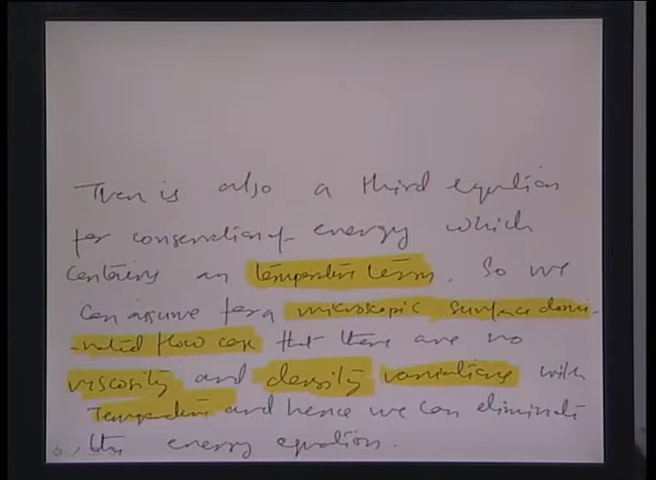 There is also a third equation
for conservation of energy which
contains an temperature term. So we
can assume for a microscopic surface domi-
-nated flow case that there are no
viscosity and density variations with
Temperature and hence we can eliminate
the energy equation.